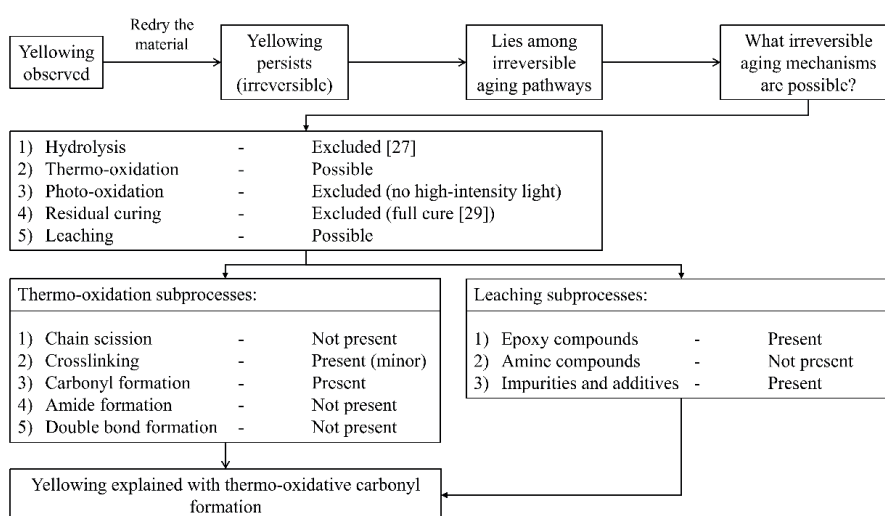 Redry the
material
Yellowing
observed
Yellowing
persists
(irreversible)
Lies among
irreversible
aging pathways
What irreversible
aging mechanisms
are possible?
1) Hydrolysis - Excluded [27]
2) Thermo-oxidation - Possible
3) Photo-oxidation - Excluded (no high-intensity light)
4) Residual curing - Excluded (full cure [29])
5) Leaching - Possible
Thermo-oxidation subprocesses:
1) Chain scission - Not present
2) Crosslinking - Present (minor)
3) Carbonyl formation - Present
4) Amide formation - Not present
5) Double bond formation - Not present
Leaching subprocesses:
1) Epoxy compounds - Present
2) Amine compounds - Not present
3) Impurities and additives - Present
Yellowing explained with thermo-oxidative carbonyl
formation